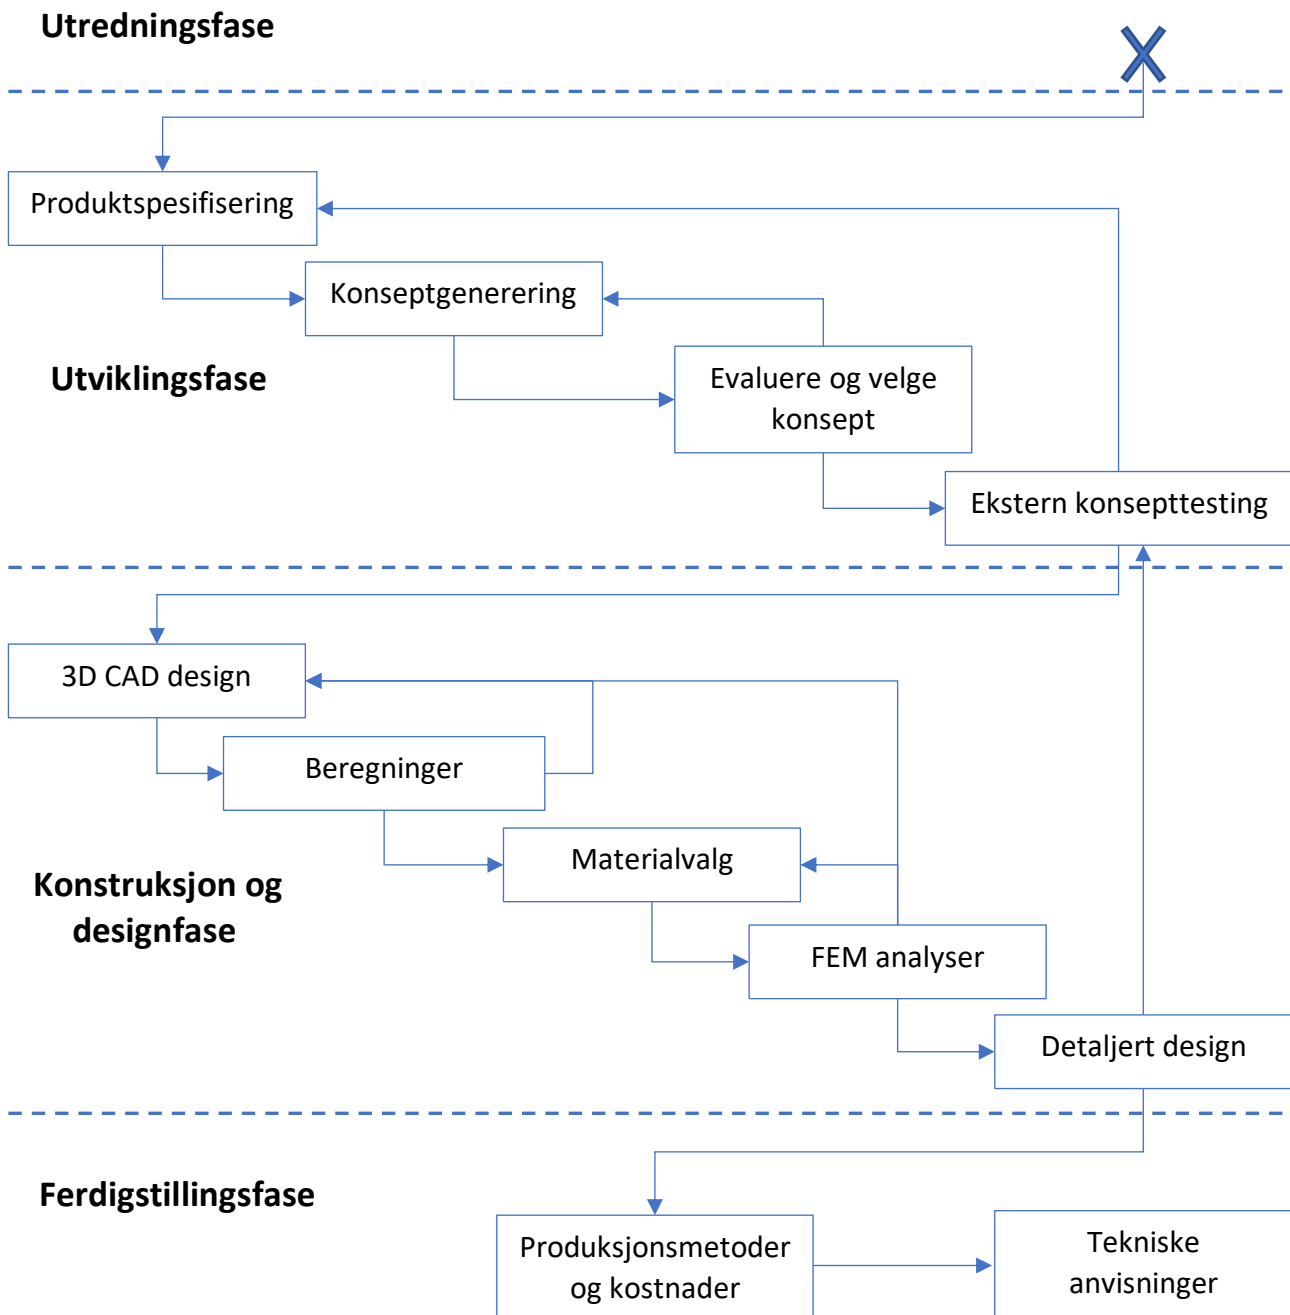 Utredningsfase
Produktspesifisering
Konseptgenerering
Utviklingsfase
Evaluere og velge
konsept
Ekstern konsepttesting
3D CAD design
Beregninger
Materialvalg
Konstruksjon og
designfase
FEM analyser
Detaljert design
Ferdigstillingsfase
Produksjonsmetoder
og kostnader
Tekniske
anvisninger